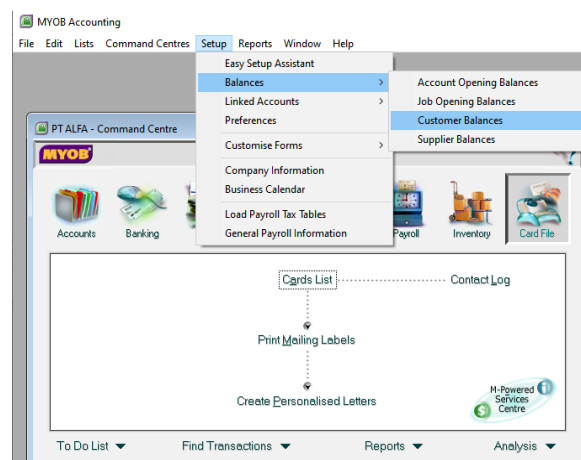 MYOB Accounting
File Edit Lists Command Centres Setup Reports Window Help
Easy Setup Assistant
Balances
Linked Accounts
Preferences
Customise Forms
Company Information
Business Calendar
Load Payroll Tax Tables
General Payroll Information
Account Opening Balances
Job Opening Balances
Customer Balances
Supplier Balances
PT ALFA - Command Centre
MYOB
Accounts Banking Payroll Inventory Card File
Cards List Contact Log
Print Mailing Labels
Create Personalised Letters
M-Powered
Services
Centre
To Do List Find Transactions Reports Analysis